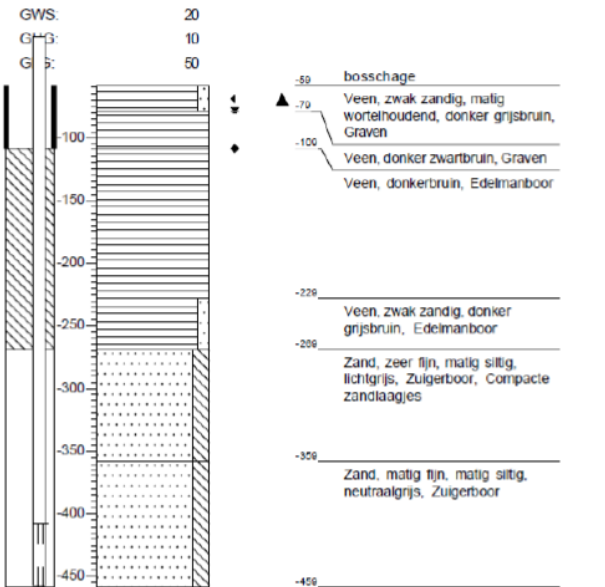 GWS: 20
G G: 10
G S: 50
-59 bosschage
Veen, zwak zandig, matig
-79
wortelhoudend, donker grijsbruin,
Graven
-100
-109
Veen, donker zwartbruin, Graven
Veen, donkerbruin, Edelmanboor
-150
-200
-229
Veen, zwak zandig, donker
grijsbruin, Edelmanboor
-250
-269
Zand, zeer fijn, matig siltig,
lichtgrijs, Zuigerboor, Compacte
zandlaagjes
-300
-350
-359
Zand, matig fijn, matig siltig,
neutraalgrijs, Zuigerboor
-400
-450
-459